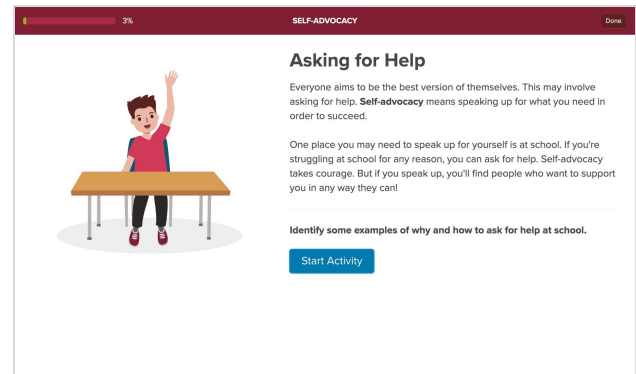 3%
SELF-ADVOCACY
Done
Asking for Help
Everyone aims to be the best version of themselves. This may involve
asking for help. Self-advocacy means speaking up for what you need in
order to succeed.
One place you may need to speak up for yourself is at school. If you're
struggling at school for any reason, you can ask for help. Self-advocacy
takes courage. But if you speak up, you'll find people who want to support
you in any way they can!
Identify some examples of why and how to ask for help at school.
Start Activity